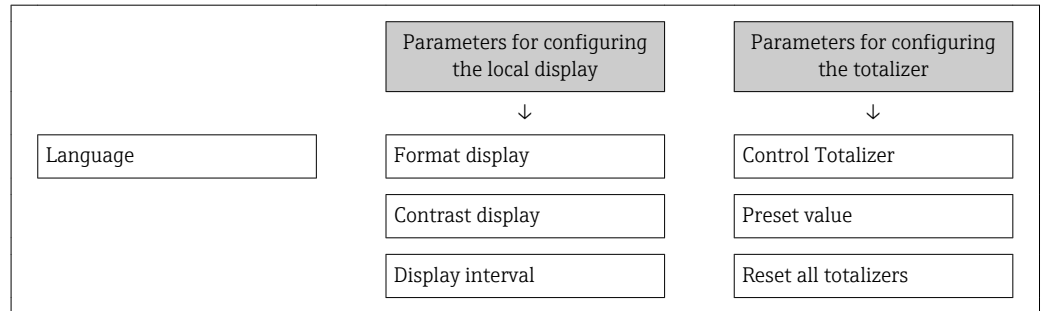 Parameters for configuring
the local display
Parameters for configuring
the totalizer
↓
↓
Language
Format display
Control Totalizer
Contrast display
Preset value
Display interval
Reset all totalizers